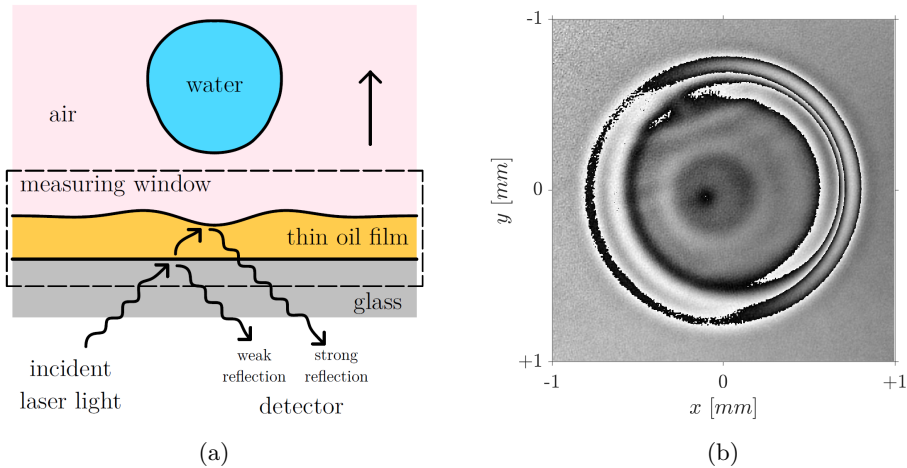 water
air
measuring window
thin oil film
glass
incident
laser light
weak
reflection
strong
reflection
detector
(a)
-1
0
+1
y [mm]
-1
0
+1
x [mm]
(b)